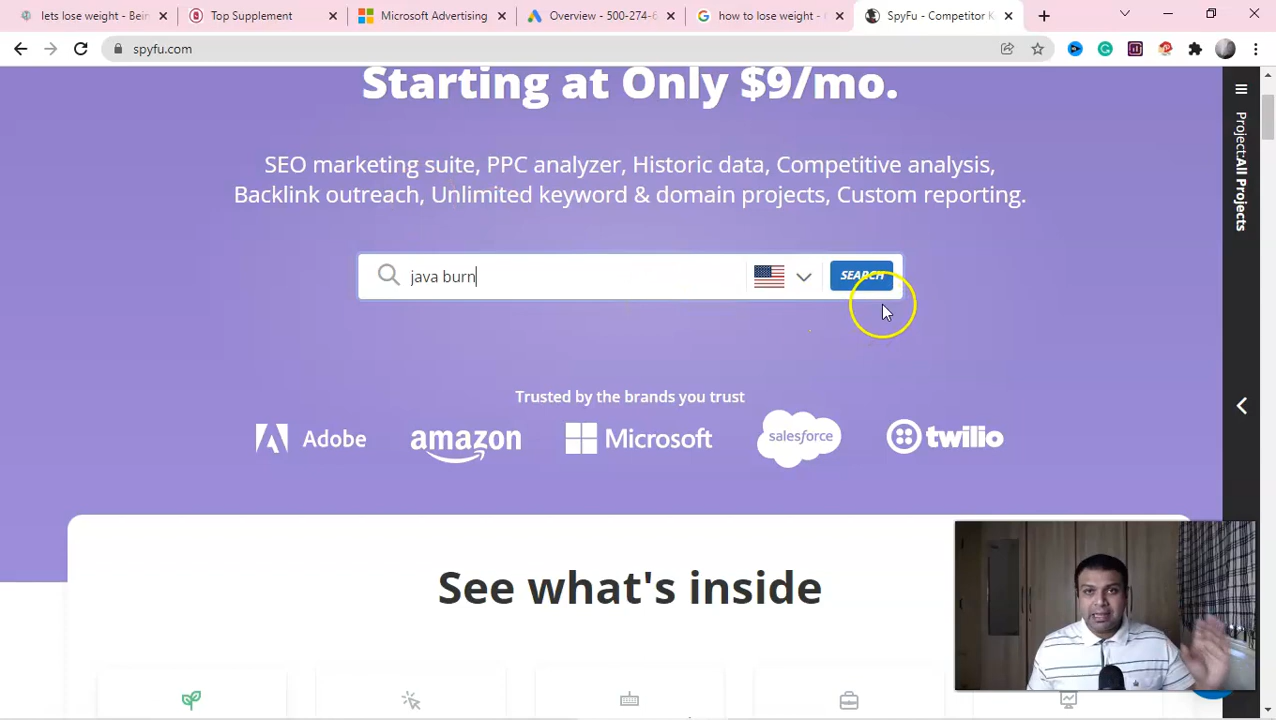 lets lose weight - Bein
Top Supplement
Microsoft Advertising
Overview - 500-274-6
how to lose weight -
SpyFu - Competitor K
spyfu.com
Starting at Only $9/mo.
SEO marketing suite, PPC analyzer, Historic data, Competitive analysis,
Backlink outreach, Unlimited keyword & domain projects, Custom reporting.
java burn
SEARCH
Trusted by the brands you trust
Adobe
amazon
Microsoft
salesforce
twilio
See what's inside
Project:All Projects